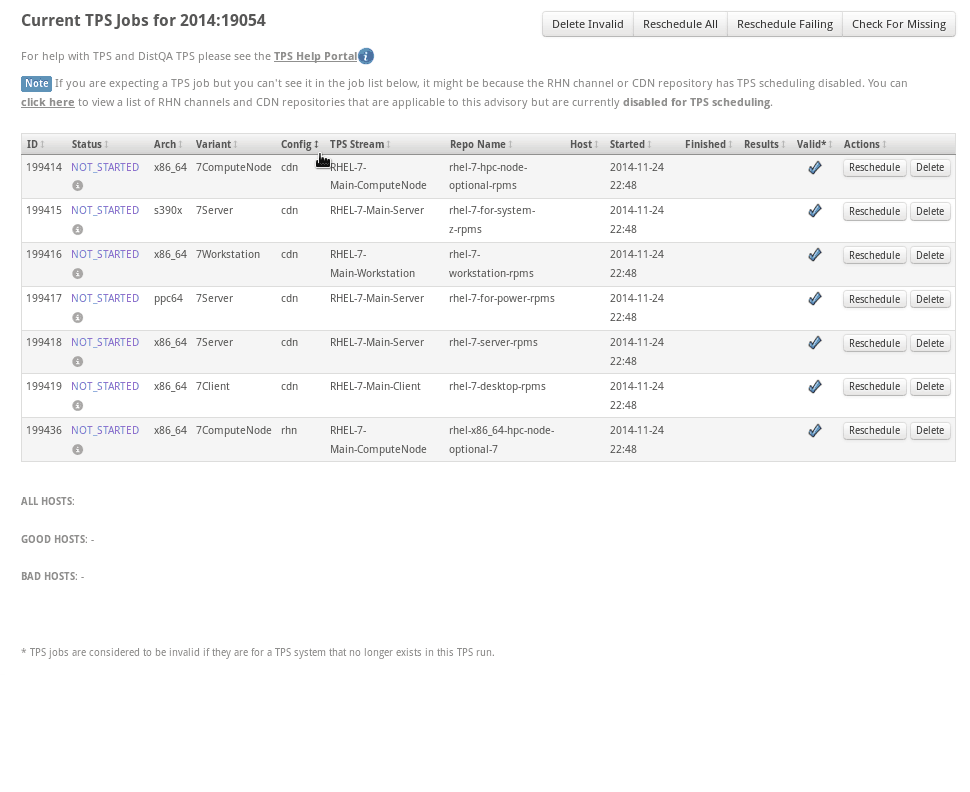 Current TPS Jobs for 2014:19054
Delete Invalid Reschedule All Reschedule Failing Check For Missing
For help with TPS and DistQA TPS please see the TPS Help Portal
Note If you are expecting a TPS job but you can't see it in the job list below, it might be because the RHN channel or CDN repository has TPS scheduling disabled. You can
click here to view a list of RHN channels and CDN repositories that are applicable to this advisory but are currently disabled for TPS scheduling.
ID Status Arch Variant Config TPS Stream Repo Name Host Started Finished Results Valid* Actions
199414 NOT_STARTED x86_64 7ComputeNode cdn RHEL-7- rhel-7-hpc-node- 2014-11-24 Reschedule Delete
Main-ComputeNode optional-rpms 22:48
199415 NOT_STARTED s390x 7Server cdn RHEL-7-Main-Server rhel-7-for-system- 2014-11-24 Reschedule Delete
z-rpms 22:48
199416 NOT_STARTED x86_64 7Workstation cdn RHEL-7- rhel-7- 2014-11-24 Reschedule Delete
Main-Workstation workstation-rpms 22:48
199417 NOT_STARTED ppc64 7Server cdn RHEL-7-Main-Server rhel-7-for-power-rpms 2014-11-24 Reschedule Delete
22:48
199418 NOT_STARTED x86_64 7Server cdn RHEL-7-Main-Server rhel-7-server-rpms 2014-11-24 Reschedule Delete
22:48
199419 NOT_STARTED x86_64 7Client cdn RHEL-7-Main-Client rhel-7-desktop-rpms 2014-11-24 Reschedule Delete
22:48
199436 NOT_STARTED x86_64 7ComputeNode rhn RHEL-7- rhel-x86_64-hpc-node- 2014-11-24 Reschedule Delete
Main-ComputeNode optional-7 22:48
ALL HOSTS:
GOOD HOSTS: -
BAD HOSTS: -
* TPS jobs are considered to be invalid if they are for a TPS system that no longer exists in this TPS run.